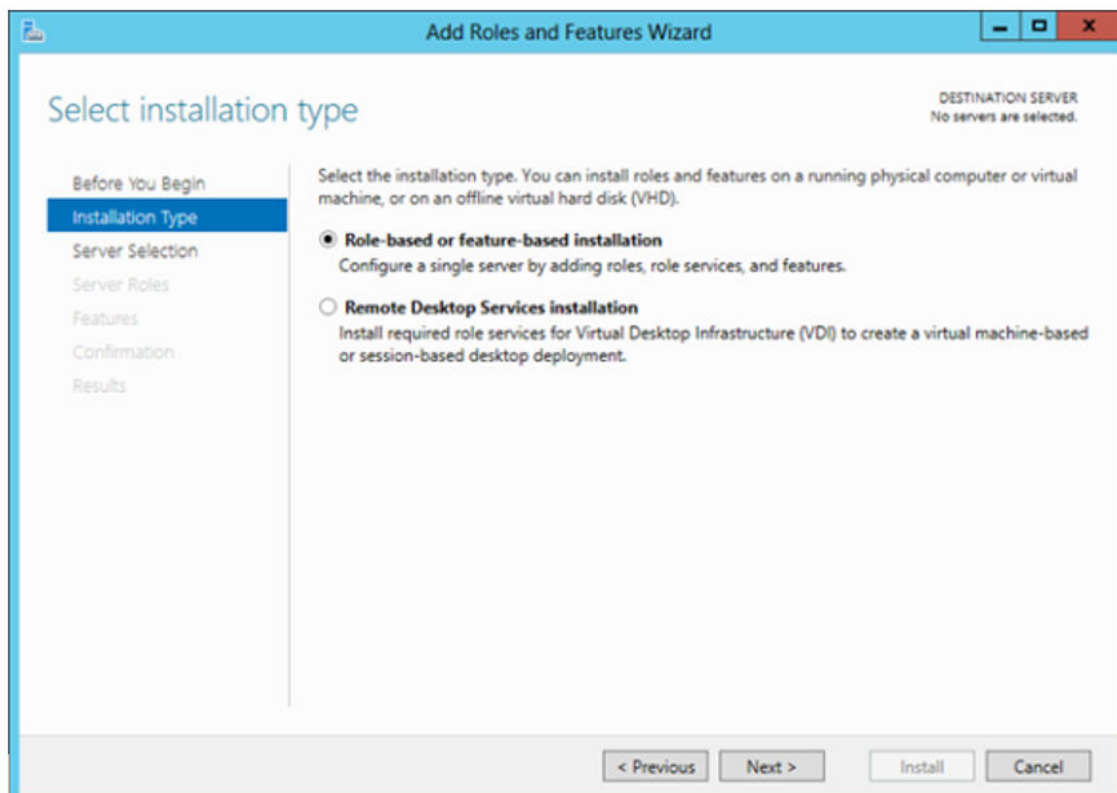 Add Roles and Features Wizard
Select installation type
DESTINATION SERVER
No servers are selected.
Before You Begin
Installation Type
Server Selection
Server Roles
Features
Confirmation
Results
Select the installation type. You can install roles and features on a running physical computer or virtual
machine, or on an offline virtual hard disk (VHD).
Role-based or feature-based installation
Configure a single server by adding roles, role services, and features.
Remote Desktop Services installation
Install required role services for Virtual Desktop Infrastructure (VDI) to create a virtual machine-based
or session-based desktop deployment.
< Previous
Next >
Install
Cancel